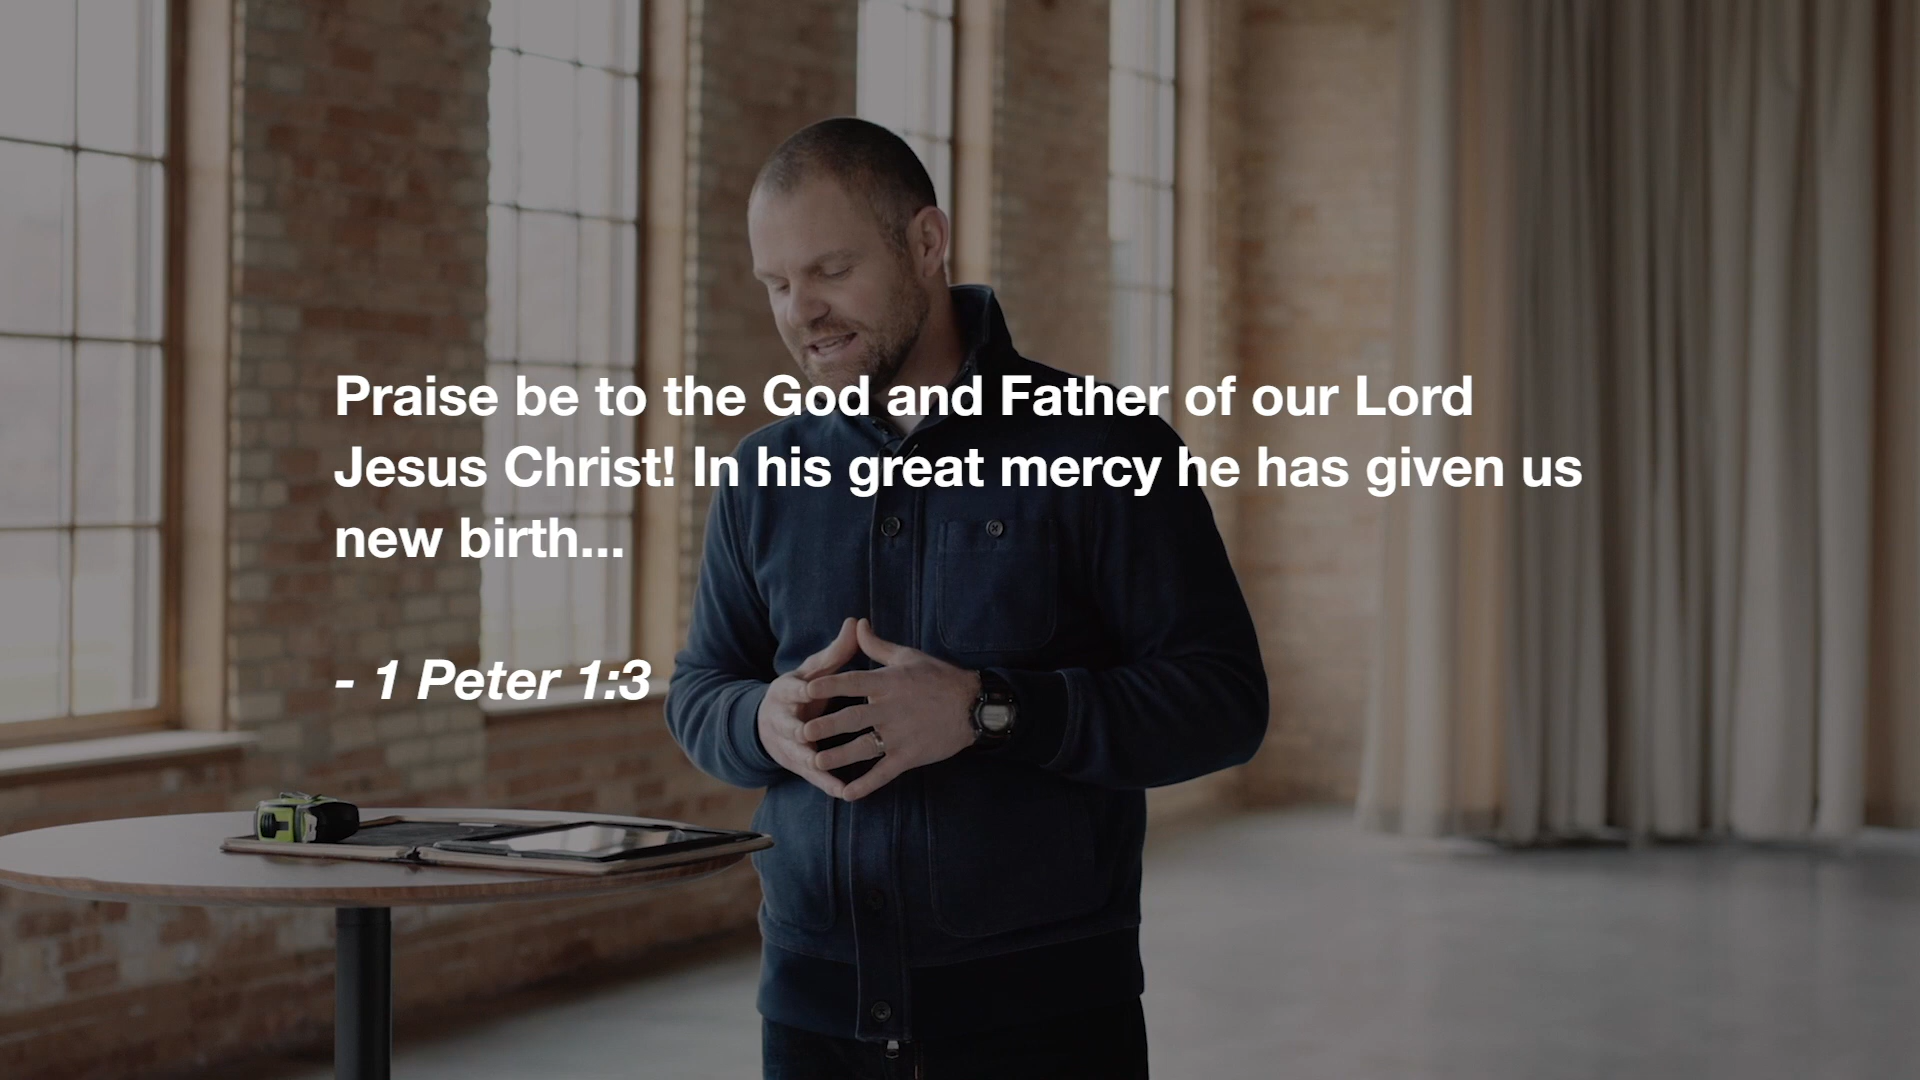 Praise be to the God and Father of our Lord
Jesus Christ! In his great mercy he has given us
new birth...
- 1 Peter 1:3